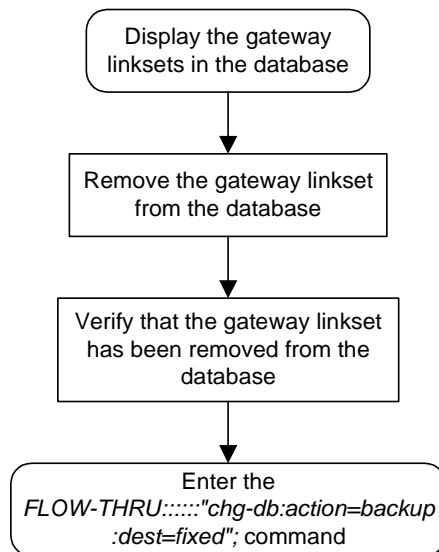 Display the gateway
linksets in the database
Remove the gateway linkset
from the database
Verify that the gateway linkset
has been removed from the
database
Enter the
FLOW-THRU::::::"chg-db:action=backup
:dest=fixed"; command